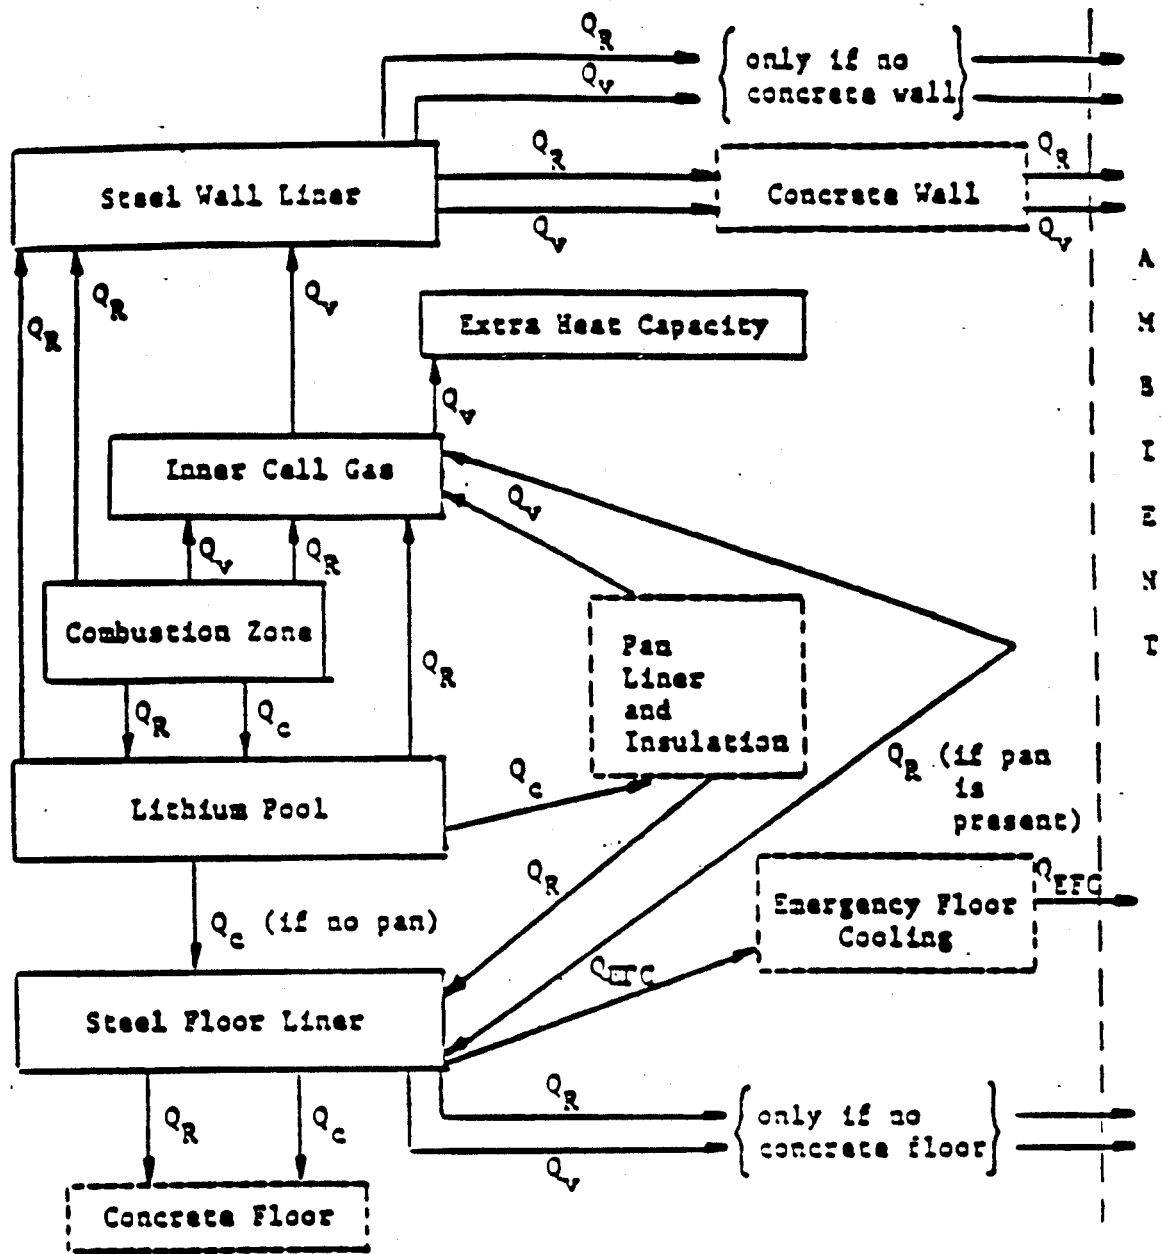 Q_R
Q_v
{only if no
concrete wall}
Steel Wall Liner
Q_R
Q_v
Concrete Wall
Q_R
Q_v
Q_R
Q_R
Q_v
Extra Heat Capacity
Q_v
Inner Cell Gas
Q_v
Q_v
Q_R
Combustion Zone
Q_R
Pan
Liner
and
Insulation
Q_R
Q_c
Q_c
Q_R (if pan
is
present)
Lithium Pool
Q_R
Q_c (if no pan)
Emergency Floor
Cooling
Q_EFC
Q_EFC
Steel Floor Liner
Q_R
Q_c
Q_R
Q_v
{only if no
concrete floor}
Concrete Floor
A
M
B
I
E
N
T